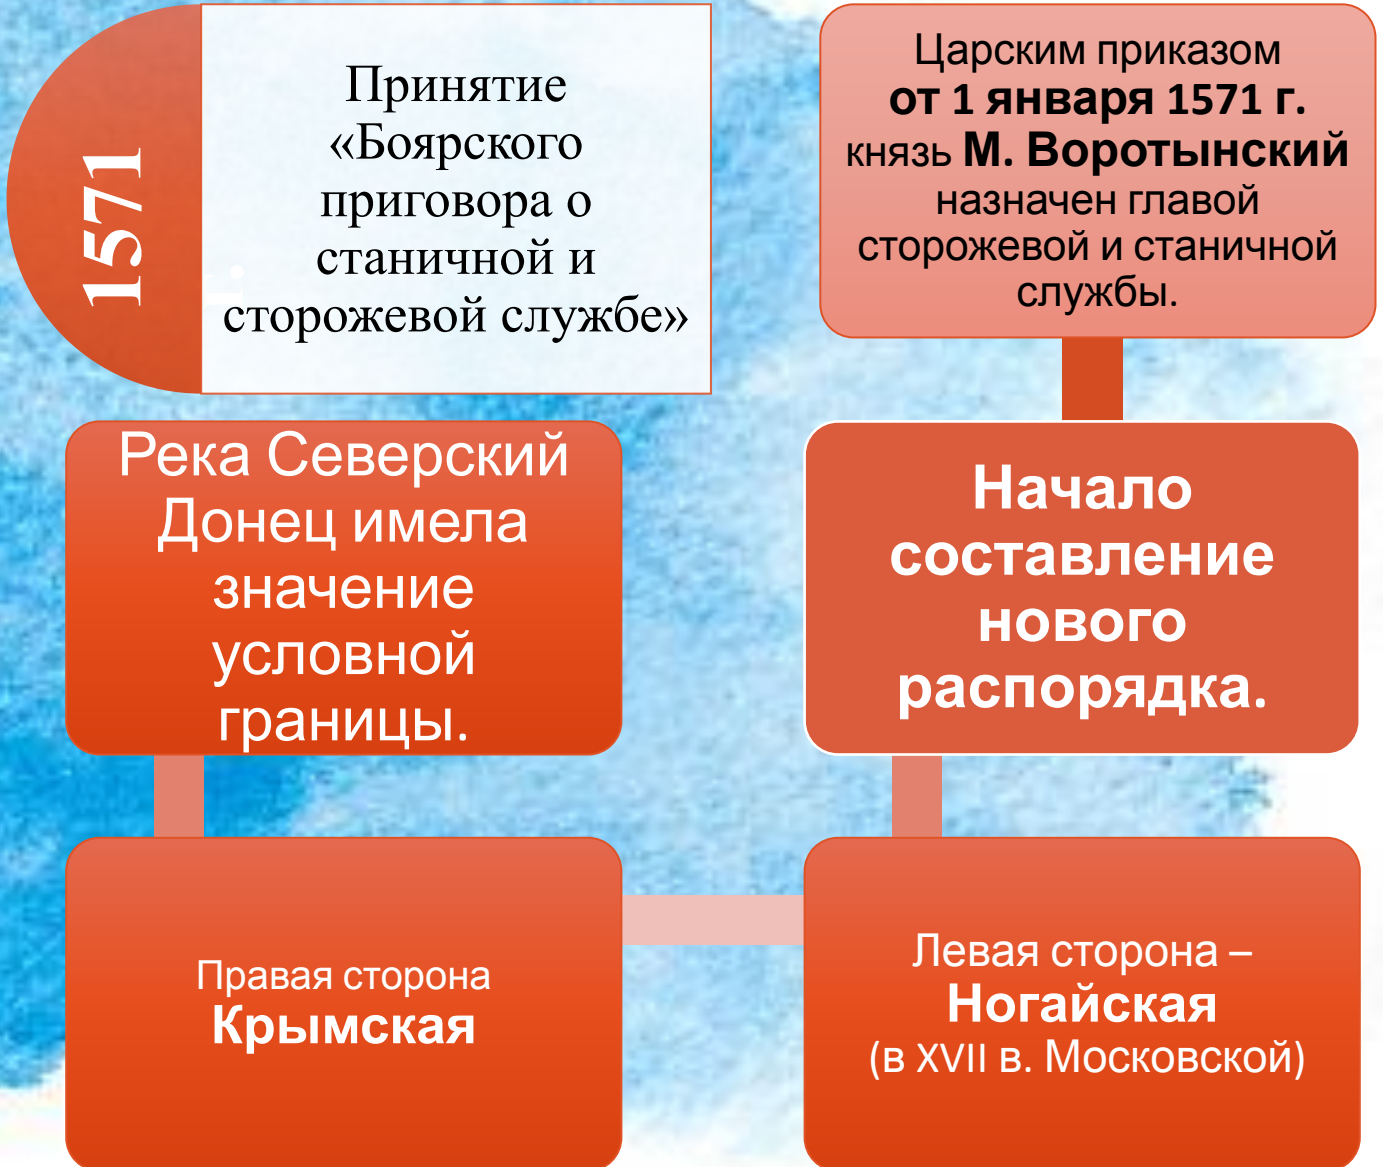 1571
г.
Принятие
«Боярского
приговора о
станичной и
сторожевой службе»
Царским приказом
от 1 января 1571 г.
князь М. Воротынский
назначен главой
сторожевой и станичной
службы.
Начало
составление
нового
распорядка.
Река Северский
Донец имела
значение
условной
границы.
Правая сторона
Крымская
Левая сторона –
Ногайская
(в XVII в. Московской)